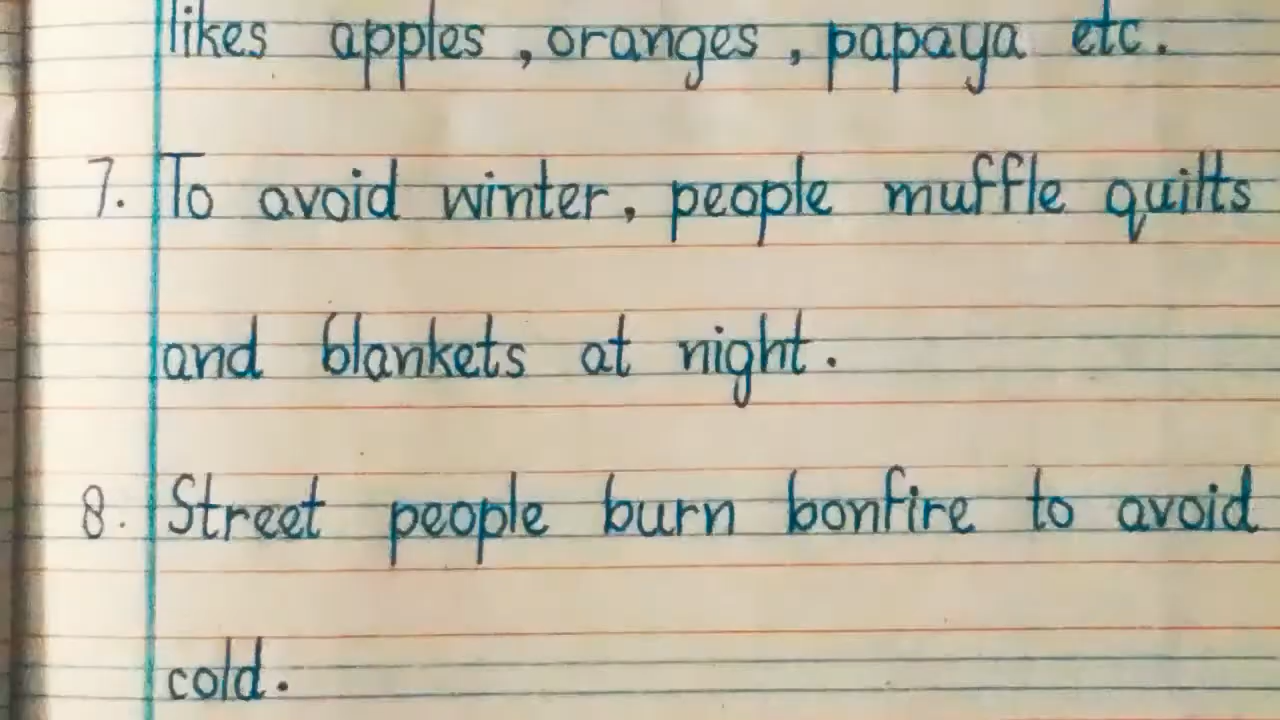 likes apples , oranges , papaya etc.
7. To avoid winter, people muffle quilts
and blankets at night.
8. Street people burn bonfire to avoid
cold.